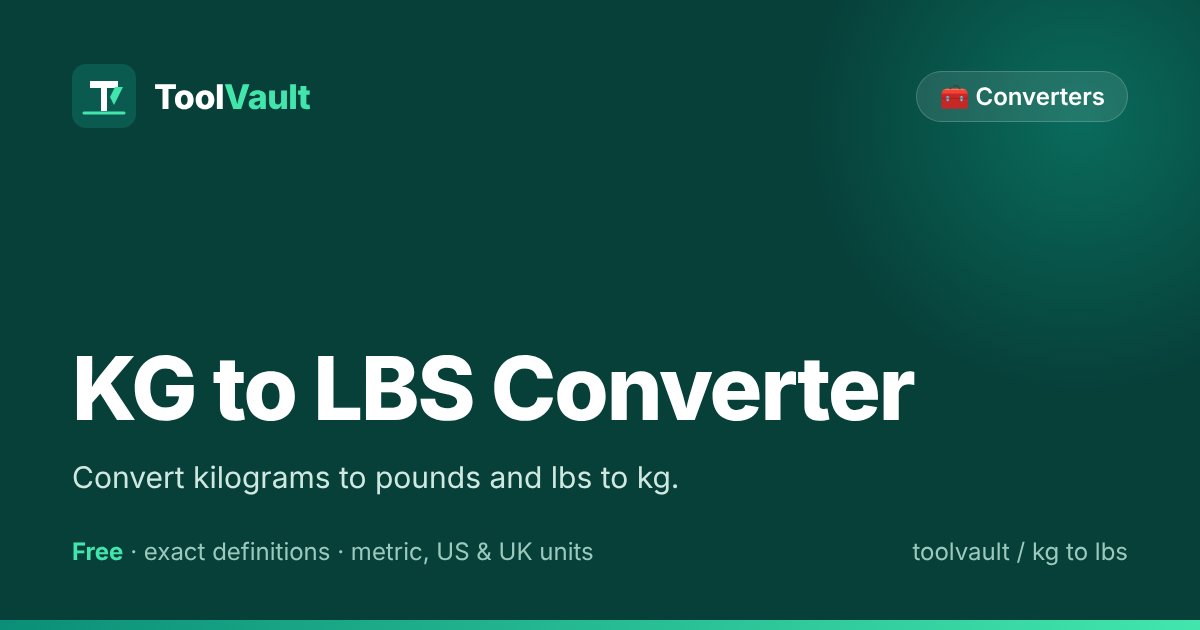 ToolVault
Converters
KG to LBS Converter
Convert kilograms to pounds and lbs to kg.
Free · exact definitions · metric, US & UK units
toolvault / kg to lbs